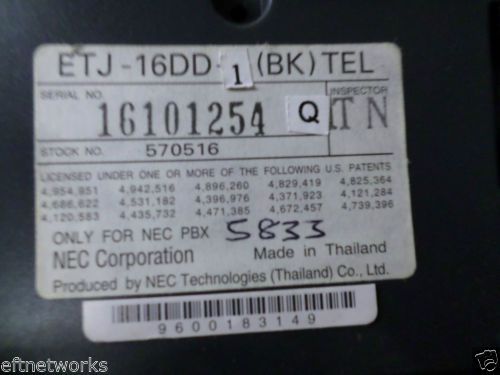 ETJ-16DD 1 (BK) TEL
SERIAL NO. 16101254 Q INSPECTOR TN
STOCK NO. 570516
LICENSED UNDER ONE OR MORE OF THE FOLLOWING U.S. PATENTS
4,954,951 4,942,516 4,896,260 4,829,419 4,825,364
4,686,622 4,531,182 4,396,976 4,371,923 4,121,284
4,120,583 4,435,732 4,471,385 4,672,457 4,739,396
ONLY FOR NEC PBX 5833
NEC Corporation Made in Thailand
Produced by NEC Technologies (Thailand) Co., Ltd.
9600183149
eftnetworks